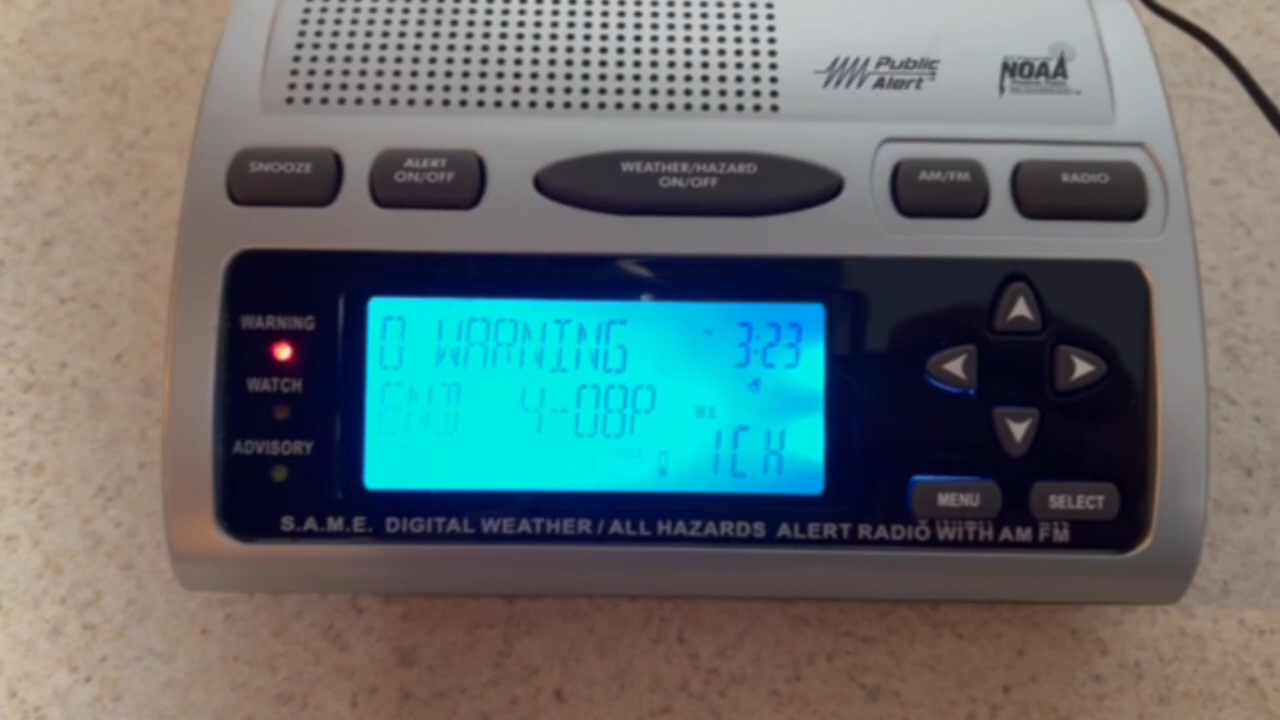 Public
Alert
NOAA
SNOOZE
ALERT
ON/OFF
WEATHER/HAZARD
ON/OFF
AM/FM
RADIO
WARNING
WATCH
ADVISORY
O WARNING 3:23
END 4-08P
WX
1CH
MENU
SELECT
S.A.M.E. DIGITAL WEATHER / ALL HAZARDS ALERT RADIO WITH AM FM